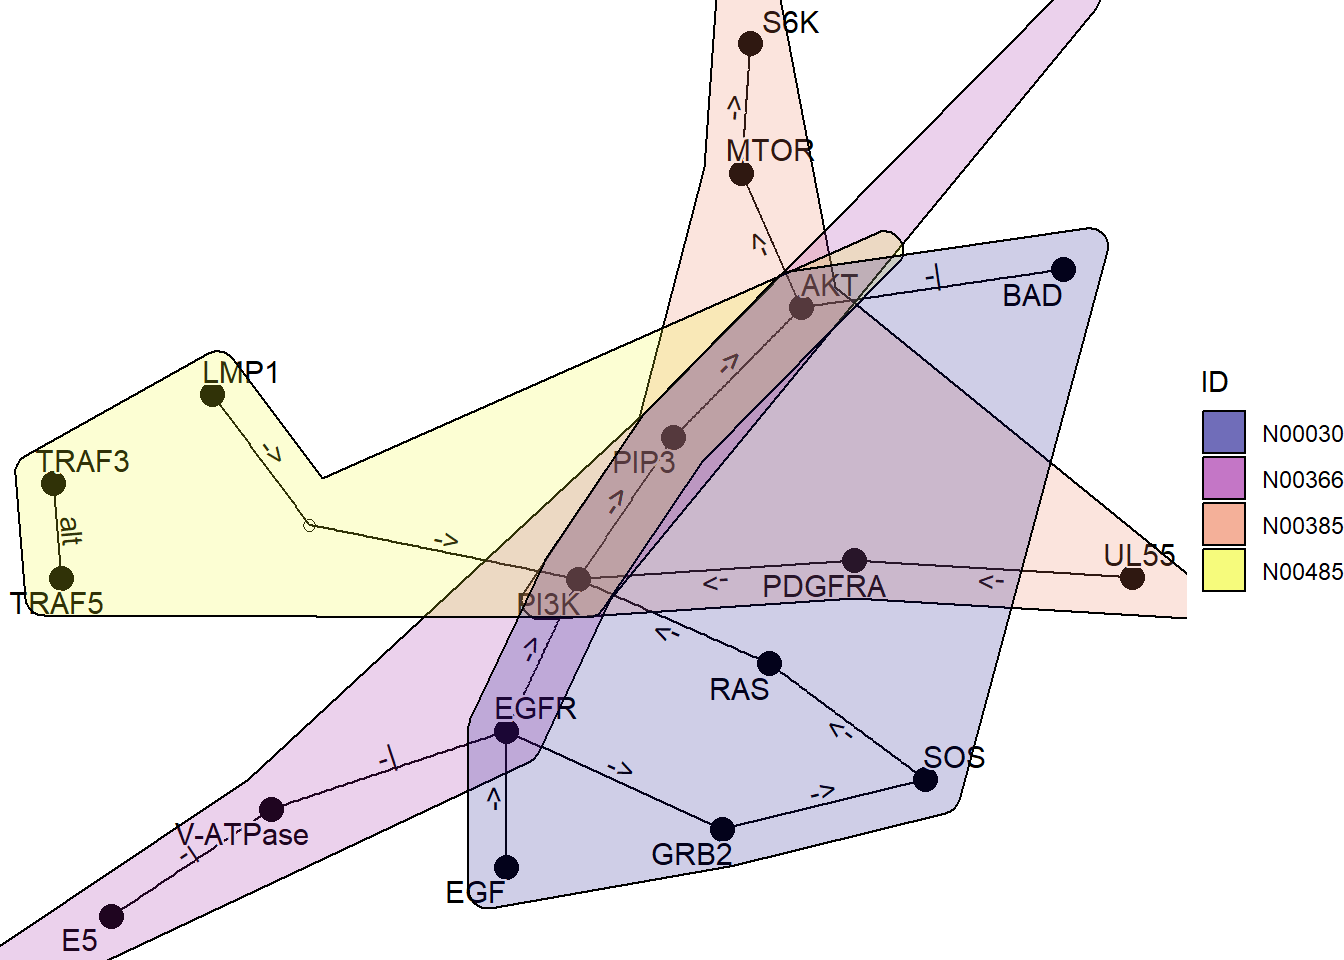 S6K
->
MTOR
->
AKT
-|
BAD
LMP1
->
->
TRAF3
PIP3
ID
N00030
N00366
N00385
N00485
->
alt
->
UL55
<-
<-
PDGFRA
TRAF5
PI3K
<-
->
RAS
EGFR
<-
SOS
-|
->
->
->
V-ATPase
-|
GRB2
EGF
E5